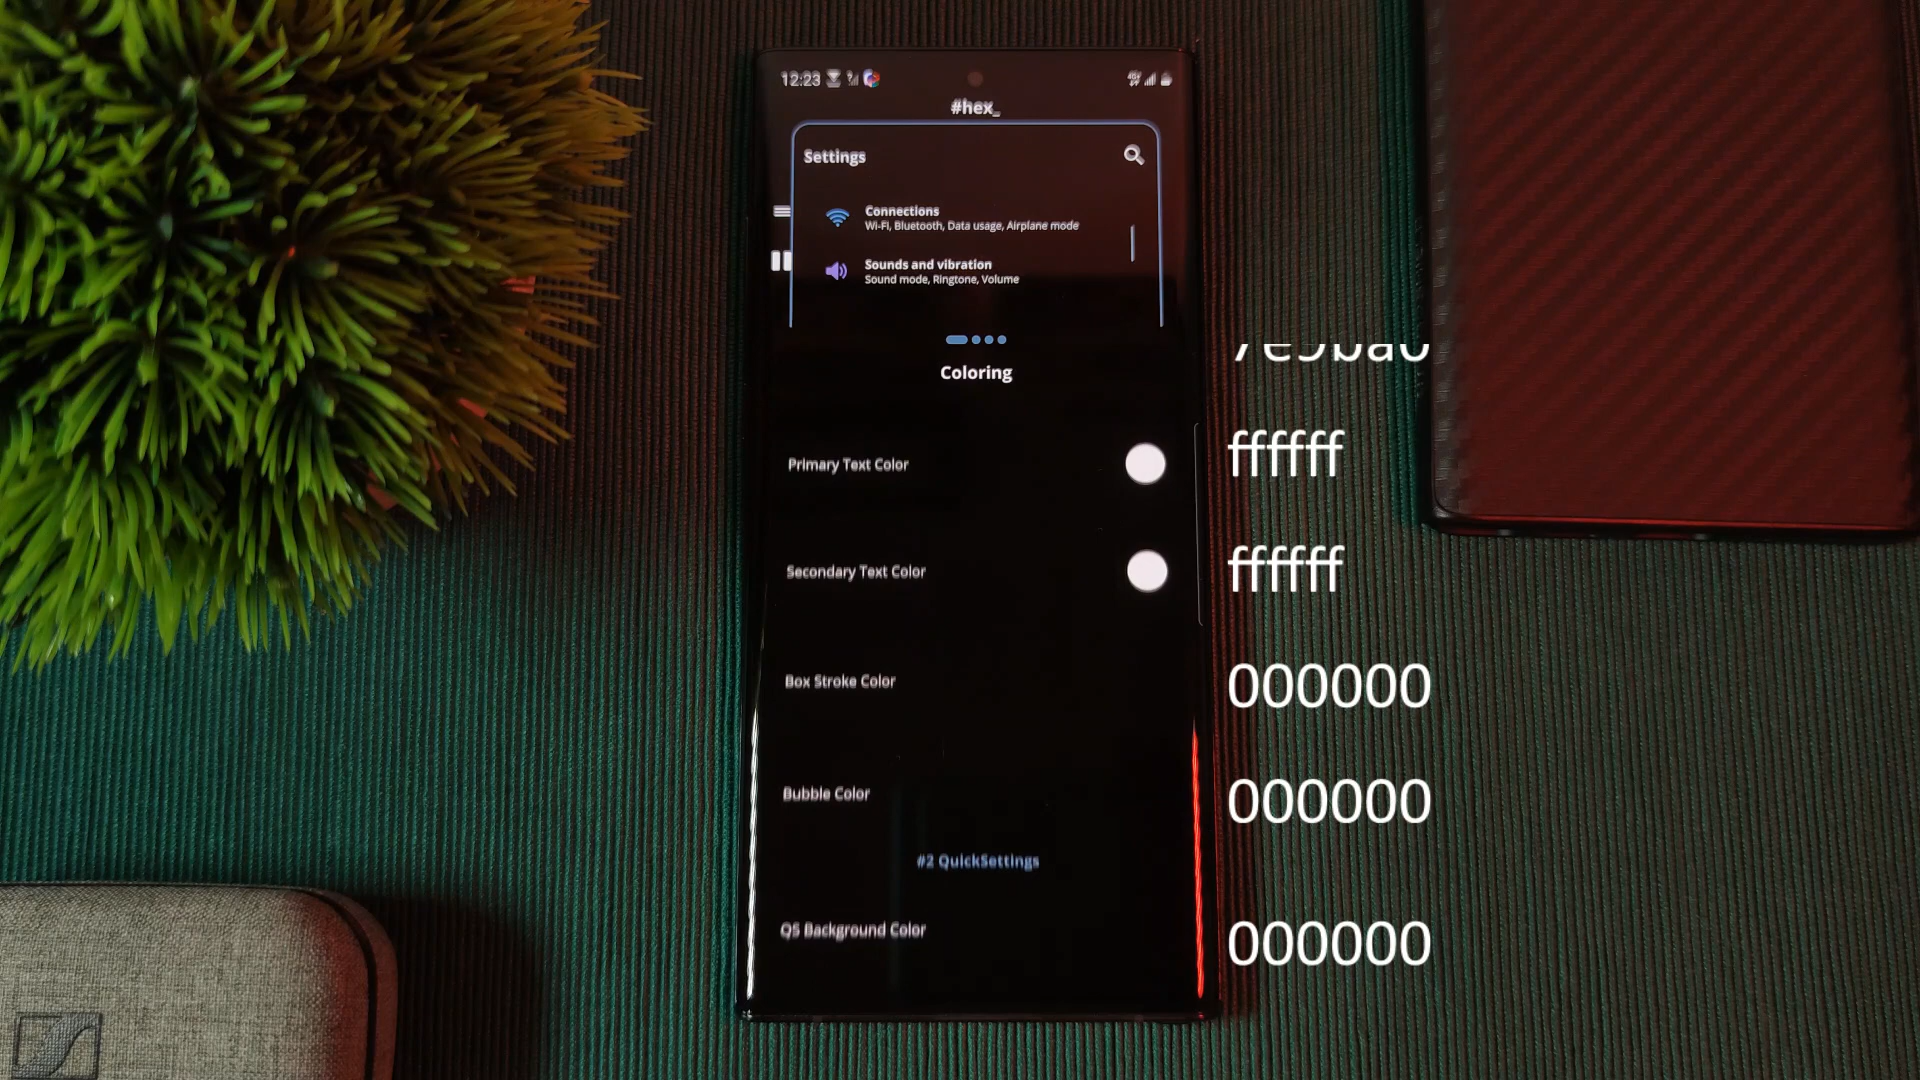 12:23
#hex_
Settings
Connections
Wi-Fi, Bluetooth, Data usage, Airplane mode
Sounds and vibration
Sound mode, Ringtone, Volume
Coloring
Primary Text Color
ffffff
Secondary Text Color
ffffff
Box Stroke Color
000000
Bubble Color
000000
#2 QuickSettings
QS Background Color
000000